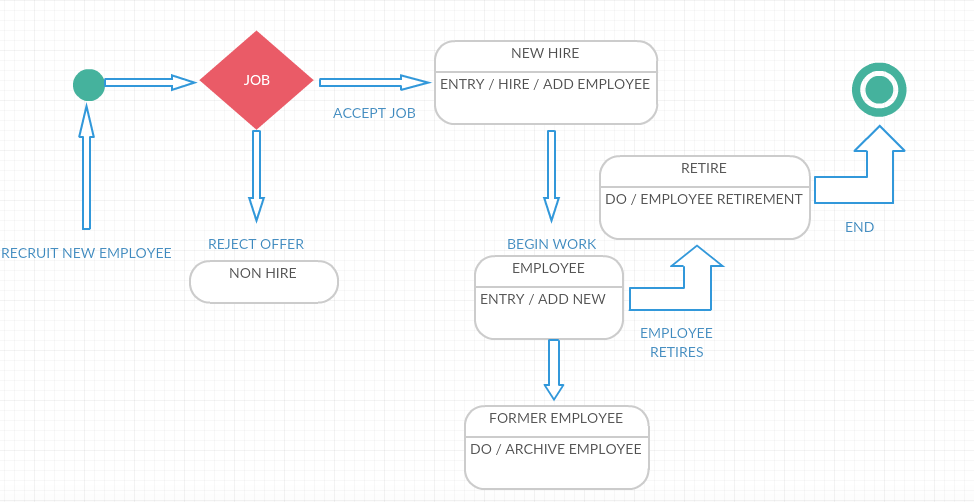 JOB
NEW HIRE
ENTRY / HIRE / ADD EMPLOYEE
ACCEPT JOB
RETIRE
DO / EMPLOYEE RETIREMENT
END
RECRUIT NEW EMPLOYEE
REJECT OFFER
NON HIRE
BEGIN WORK
EMPLOYEE
ENTRY / ADD NEW
EMPLOYEE
RETIRES
FORMER EMPLOYEE
DO / ARCHIVE EMPLOYEE